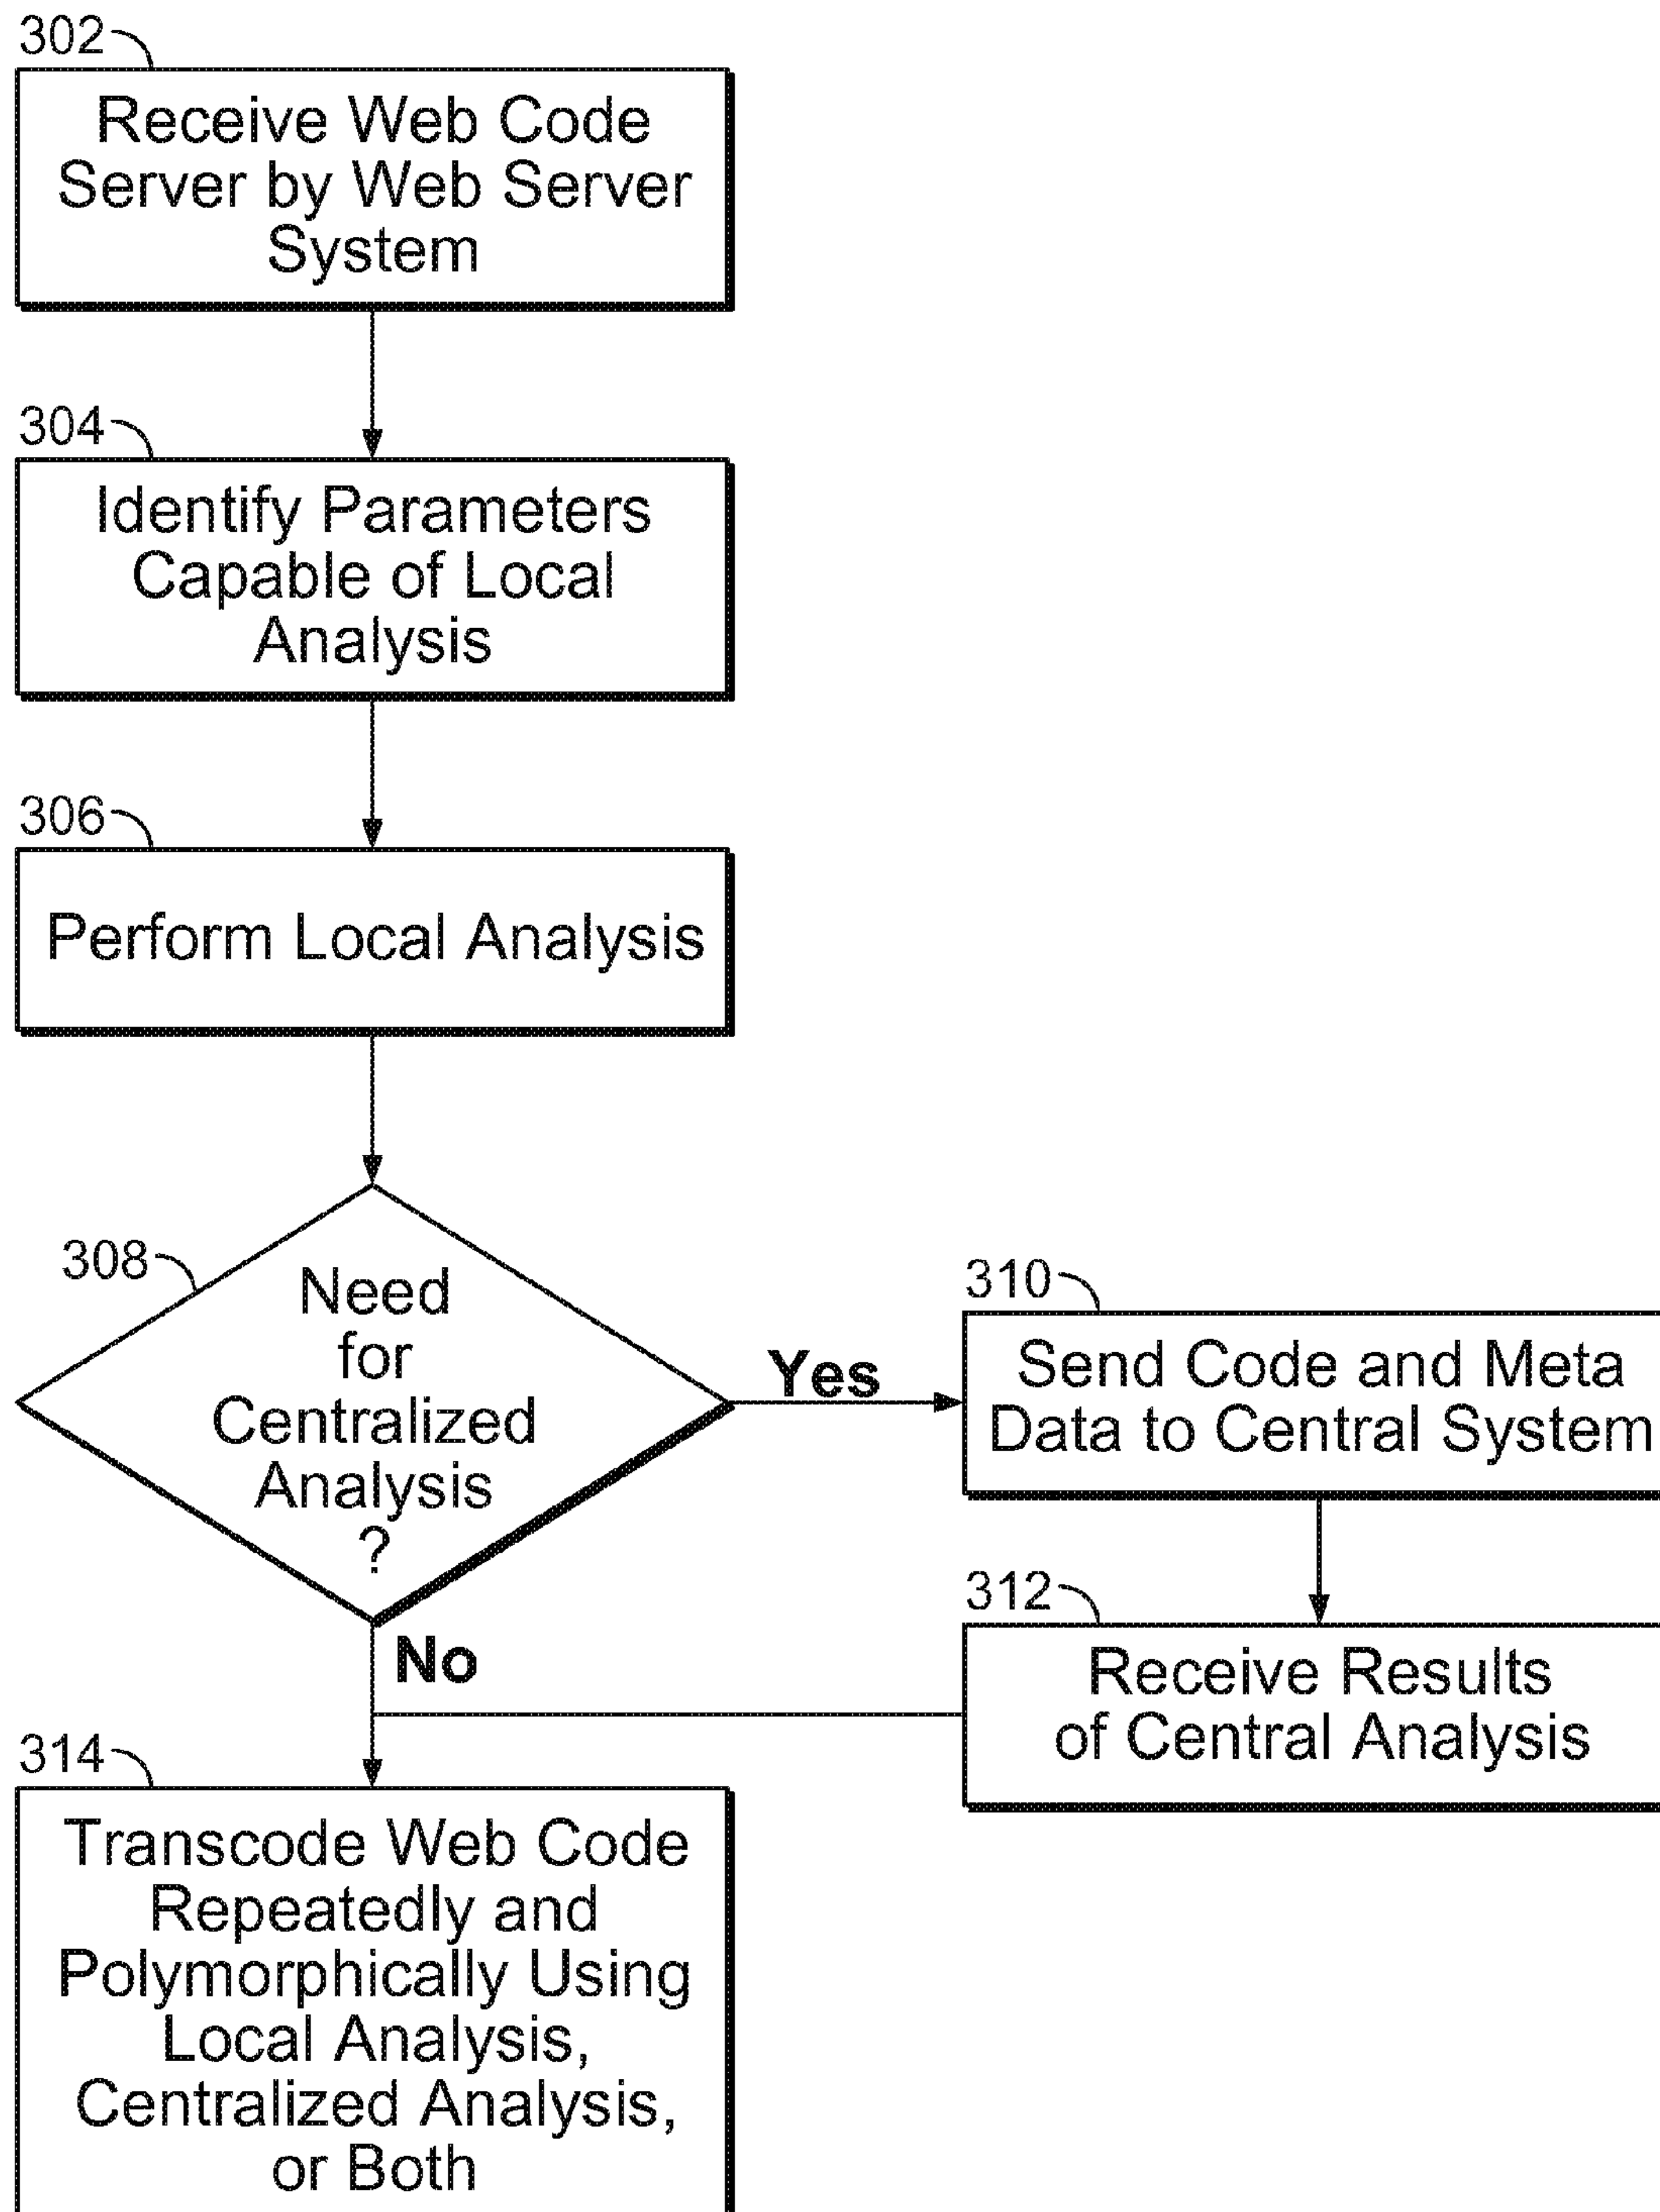 302
Receive Web Code
Server by Web Server
System
304
Identify Parameters
Capable of Local
Analysis
306
Perform Local Analysis
308
Need
for
Centralized
Analysis
?
Yes
310
Send Code and Meta
Data to Central System
312
Receive Results
of Central Analysis
No
314
Transcode Web Code
Repeatedly and
Polymorphically Using
Local Analysis,
Centralized Analysis,
or Both